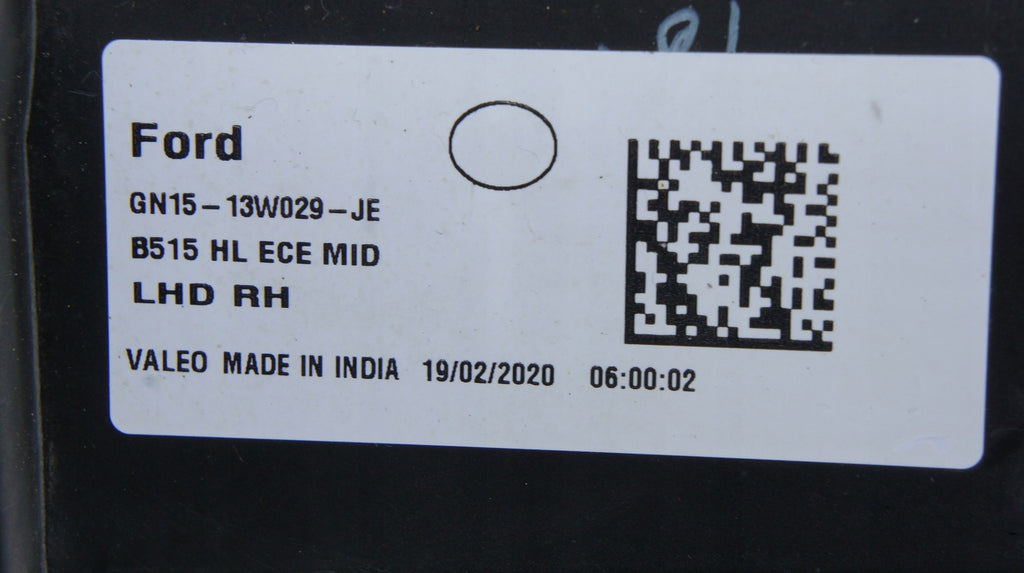 Ford
GN15-13W029-JE
B515 HL ECE MID
LHD RH
VALEO MADE IN INDIA 19/02/2020 06:00:02